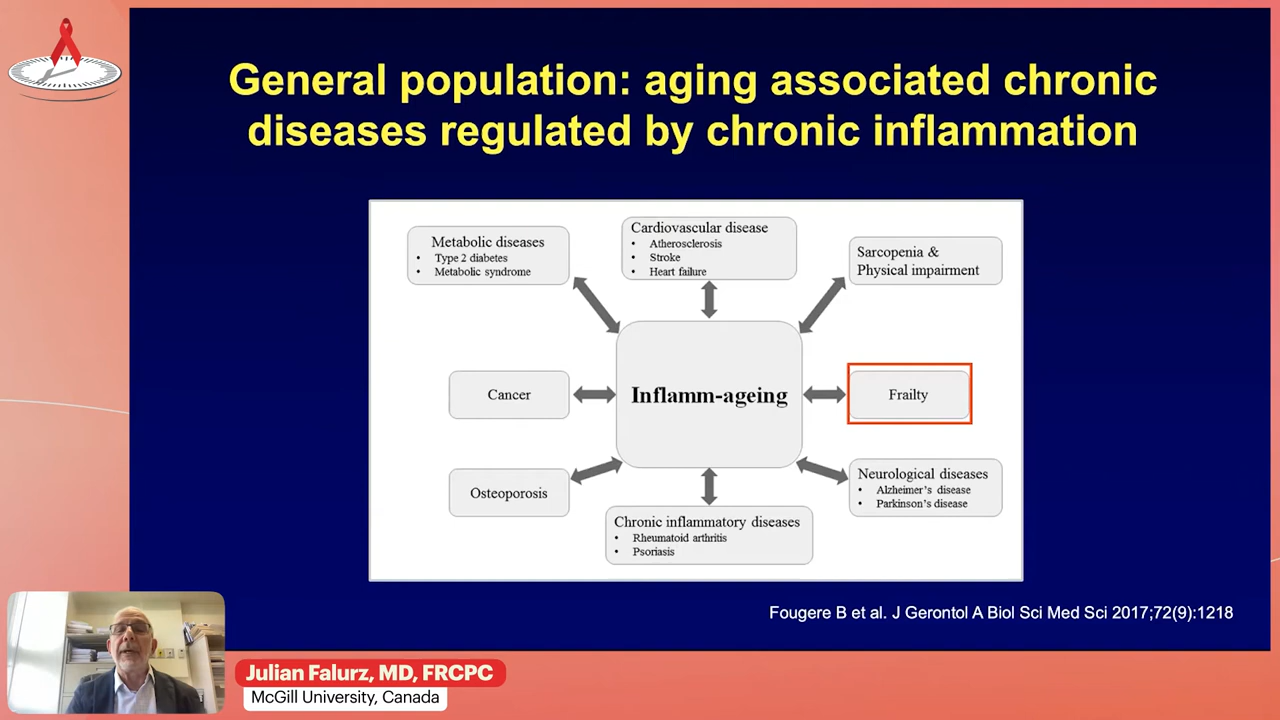 General population: aging associated chronic
diseases regulated by chronic inflammation
Metabolic diseases
• Type 2 diabetes
• Metabolic syndrome
Cardiovascular disease
• Atherosclerosis
• Stroke
• Heart failure
Sarcopenia &
Physical impairment
Cancer
Inflamm-ageing
Frailty
Osteoporosis
Chronic inflammatory diseases
• Rheumatoid arthritis
• Psoriasis
Neurological diseases
• Alzheimer's disease
• Parkinson's disease
Fougere B et al. J Gerontol A Biol Sci Med Sci 2017;72(9):1218
Julian Falurz, MD, FRCPC
McGill University, Canada